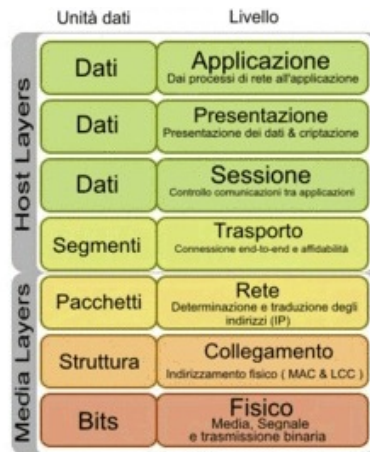 Unità dati
Livello
Host Layers
Dati
Applicazione
Dai processi di rete all'applicazione
Dati
Presentazione
Presentazione dei dati & criptazione
Dati
Sessione
Controllo comunicazioni tra applicazioni
Segmenti
Trasporto
Connessione end-to-end e affidabilità
Media Layers
Pacchetti
Rete
Determinazione e traduzione degli
indirizzi (IP)
Struttura
Collegamento
Indirizzamento fisico ( MAC & LCC )
Bits
Fisico
Media, Segnale
e trasmissione binaria